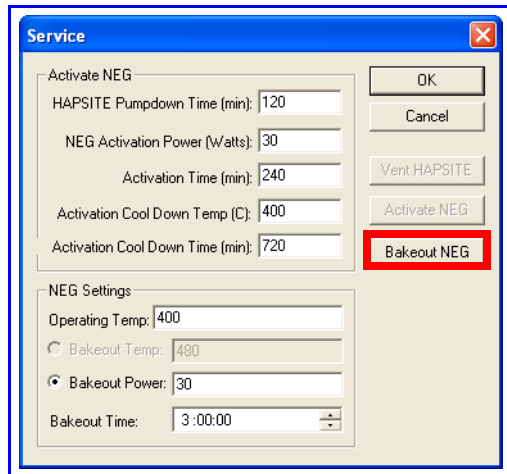 Service
Activate NEG
HAPSITE Pumpdown Time (min): 120
NEG Activation Power (Watts): 30
Activation Time (min): 240
Activation Cool Down Temp (C): 400
Activation Cool Down Time (min): 720
OK
Cancel
Vent HAPSITE
Activate NEG
Bakeout NEG
NEG Settings
Operating Temp: 400
Bakeout Temp: 480
Bakeout Power: 30
Bakeout Time: 3:00:00